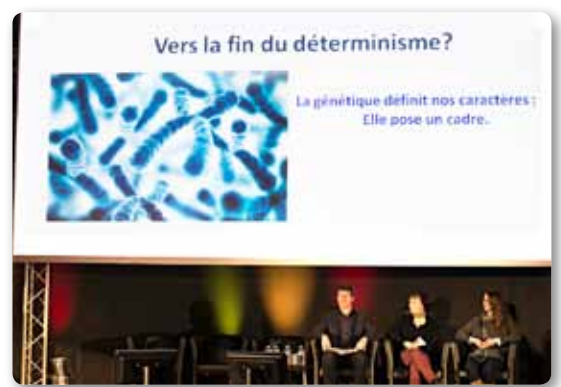 Vers la fin du déterminisme?
La génétique définit nos caractères :
Elle pose un cadre.